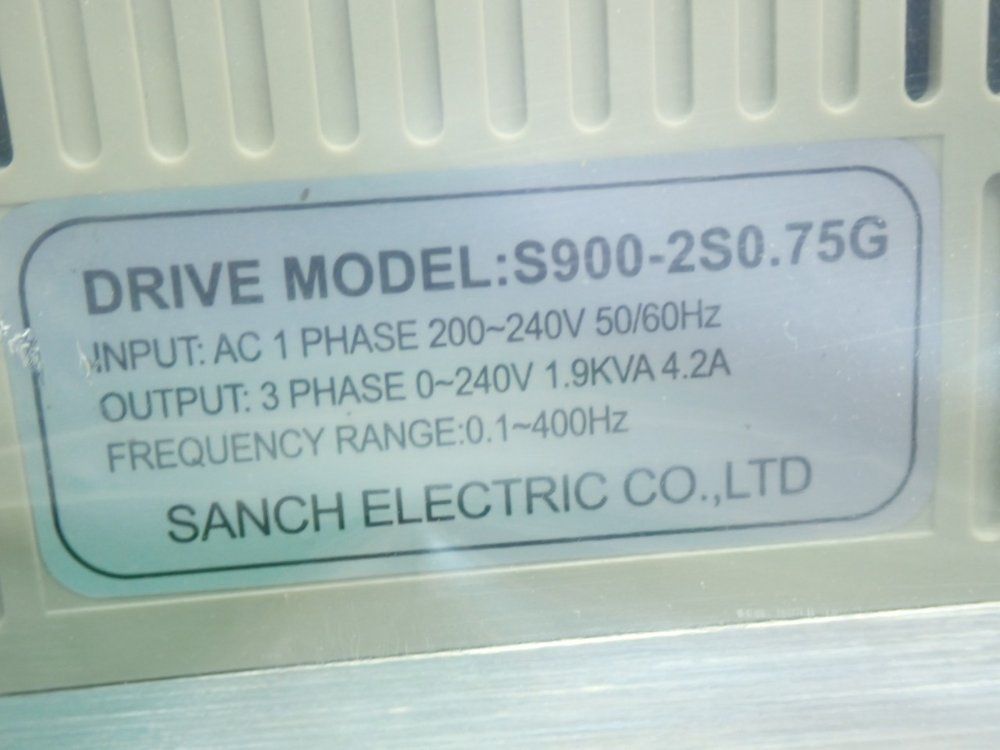 DRIVE MODEL:S900-2S0.75G
INPUT: AC 1 PHASE 200~240V 50/60Hz
OUTPUT: 3 PHASE 0~240V 1.9KVA 4.2A
FREQUENCY RANGE:0.1~400Hz
SANCH ELECTRIC CO.,LTD